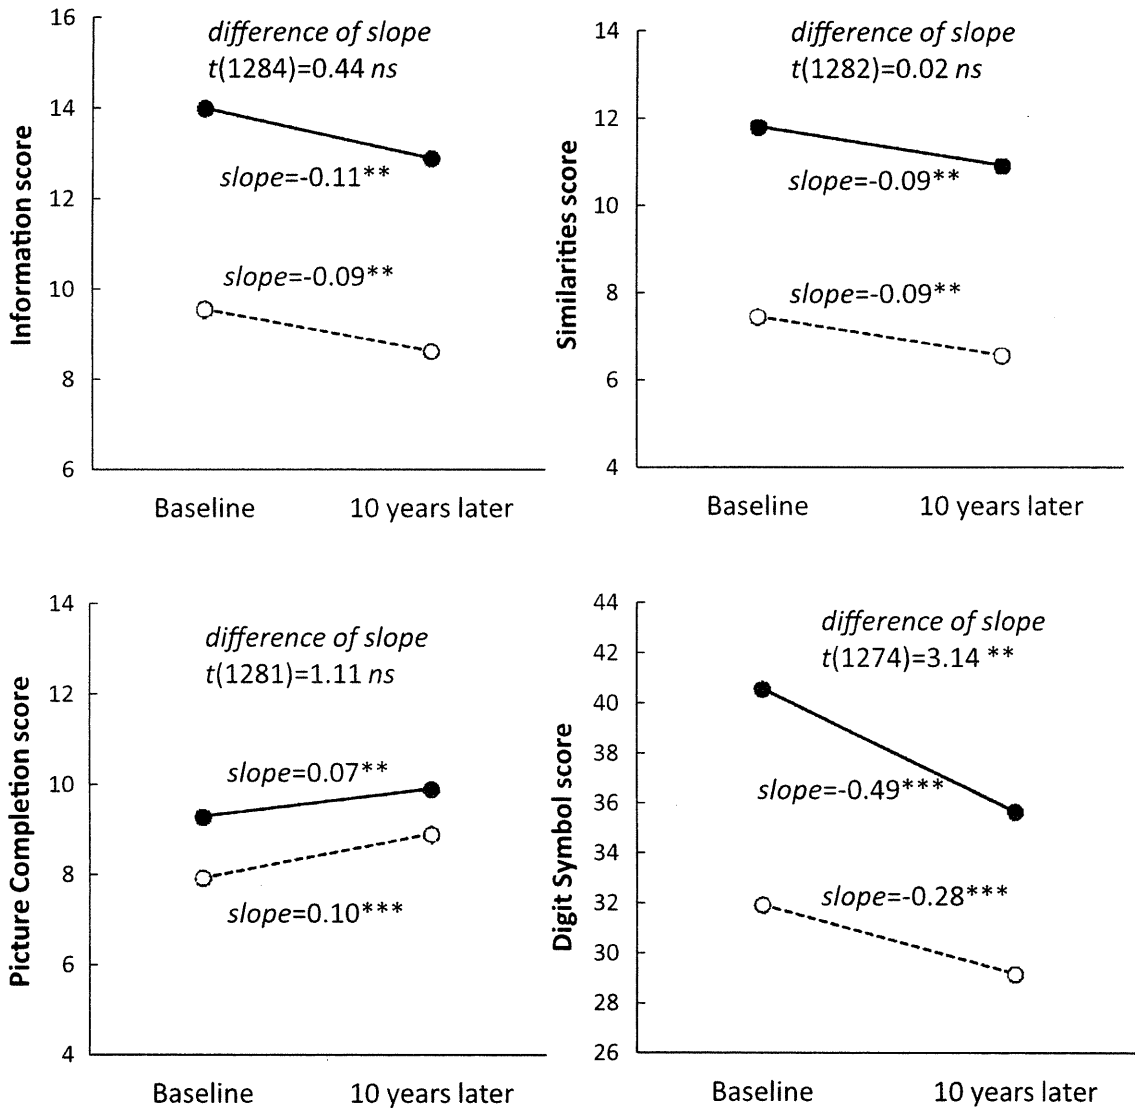 Information score
16
14
12
10
8
6
difference of slope
t(1284)=0.44 ns
slope=-0.11**
slope=-0.09**
Baseline 10 years later
Similarities score
14
12
10
8
6
4
difference of slope
t(1282)=0.02 ns
slope=-0.09**
slope=-0.09**
Baseline 10 years later
Picture Completion score
14
12
10
8
6
4
difference of slope
t(1281)=1.11 ns
slope=0.07**
slope=0.10***
Baseline 10 years later
Digit Symbol score
44
42
40
38
36
34
32
30
28
26
difference of slope
t(1274)=3.14 **
slope=-0.49***
slope=-0.28***
Baseline 10 years later